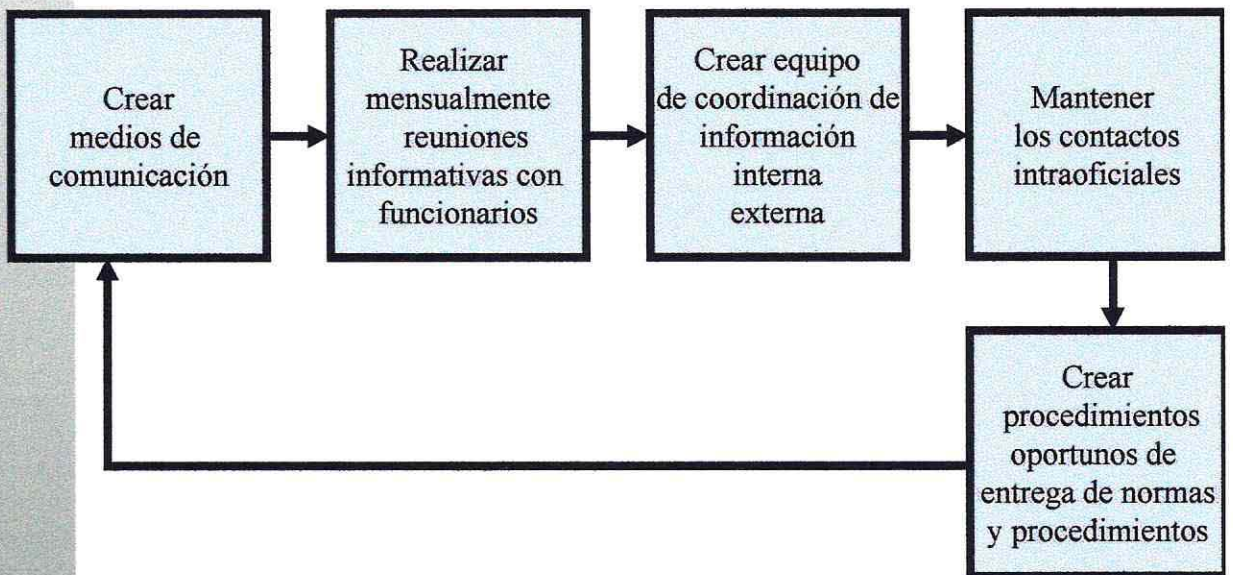 Crear
medios de
comunicación
Realizar
mensualmente
reuniones
informativas con
funcionarios
Crear equipo
de coordinación de
información
interna
externa
Mantener
los contactos
intraoficiales
Crear
procedimientos
oportunos de
entrega de normas
y procedimientos